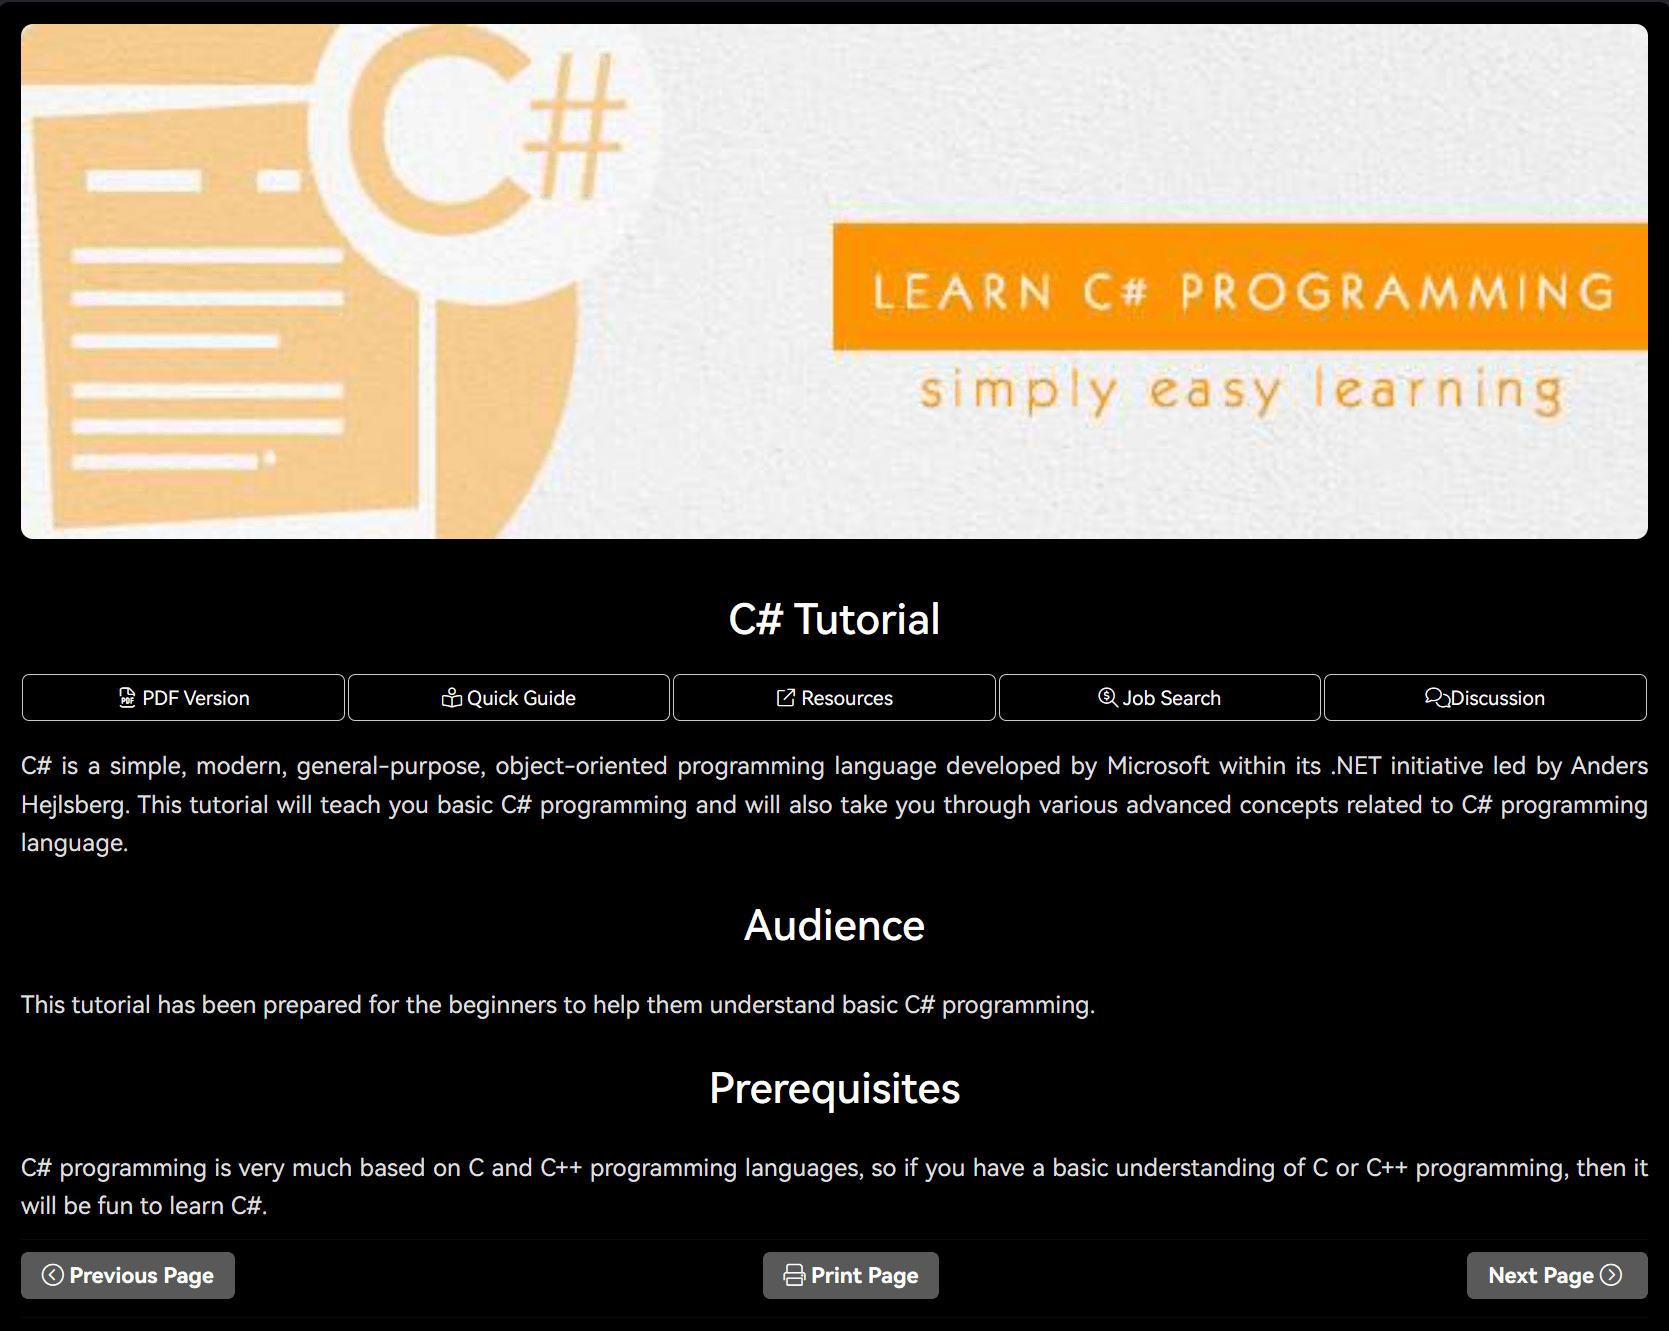 C#
LEARN C# PROGRAMMING
simply easy learning
C# Tutorial
PDF Version
Quick Guide
Resources
Job Search
Discussion
C# is a simple, modern, general-purpose, object-oriented programming language developed by Microsoft within its .NET initiative led by Anders
Hejlsberg. This tutorial will teach you basic C# programming and will also take you through various advanced concepts related to C# programming
language.
Audience
This tutorial has been prepared for the beginners to help them understand basic C# programming.
Prerequisites
C# programming is very much based on C and C++ programming languages, so if you have a basic understanding of C or C++ programming, then it
will be fun to learn C#.
Previous Page
Print Page
Next Page